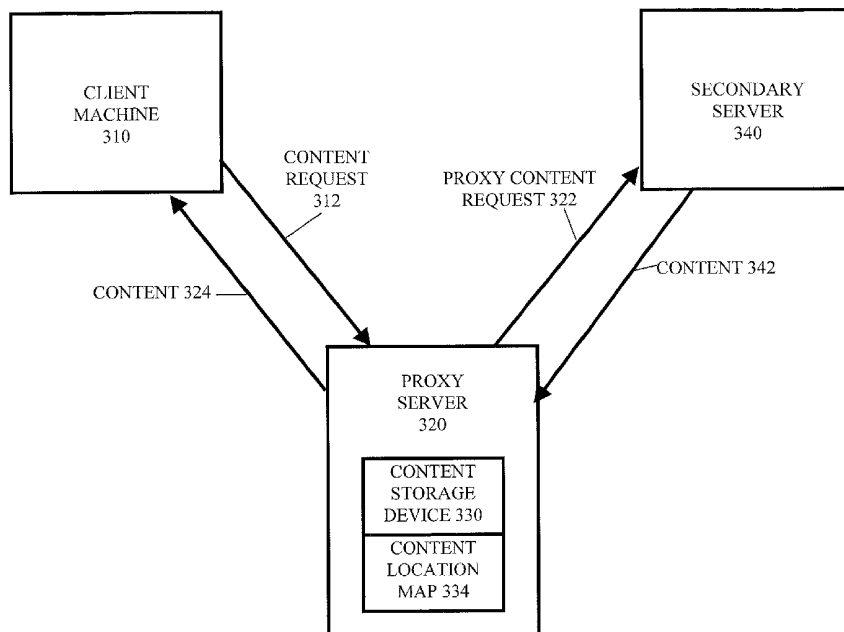 CLIENT
MACHINE
310
SECONDARY
SERVER
340
CONTENT
REQUEST
312
PROXY CONTENT
REQUEST 322
CONTENT 324
CONTENT 342
PROXY
SERVER
320
CONTENT
STORAGE
DEVICE 330
CONTENT
LOCATION
MAP 334